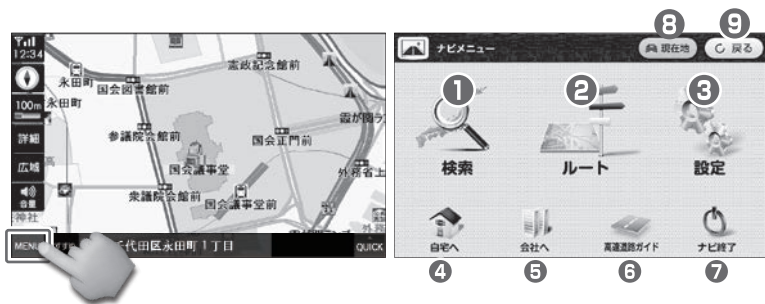 12:34
100m
詳細
広域
音量
MENU
永田町
国会図書館前
憲政記念館前
永田町
参議院会館前
国会正門前
霞が関ラ
国会議事堂
外務省上
衆議院会館前
国会議事堂前
神社
千代田区永田町1丁目
QUICK
ナビメニュー
8
現在地
9
戻る
1
検索
2
ルート
3
設定
自宅へ
会社へ
高速道路ガイド
ナビ終了
4
5
6
7